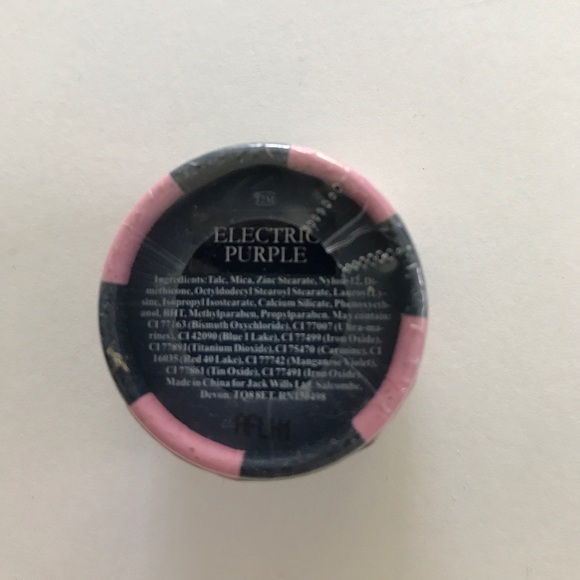 ELECTRIC
PURPLE
Ingredients: Talc, Mica, Zinc Stearate, Nylon-12, Di-
methicone, Octyldodecyl Stearoyl Stearate, Lauroyl Ly-
sine, Isopropyl Isostearate, Calcium Silicate, Phenoxyeth-
anol, BHT, Methylparaben, Propylparaben. May contain:
CI 77163 (Bismuth Oxychloride), CI 77007 (Ultra-ma-
rines), CI 42090 (Blue 1 Lake), CI 77499 (Iron Oxide),
CI 77891 (Titanium Dioxide), CI 75470 (Carmine), CI
16035 (Red 40 Lake), CI 77742 (Manganese Violet),
CI 77861 (Tin Oxide), CI 77491 (Iron Oxide).
Made in China for Jack Wills Ltd, Salcombe,
Devon. TQ8 8ET. RN130498